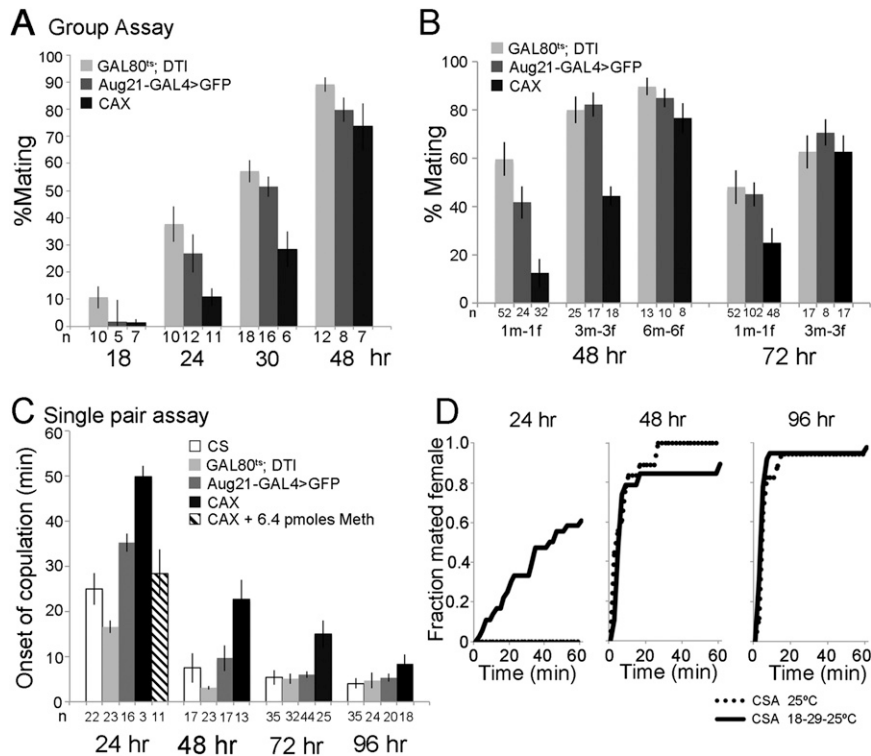 A Group Assay
GAL80ts; DTI
Aug21-GAL4>GFP
CAX
%Mating
100
90
80
70
60
50
40
30
20
10
0
n 10 5 7 10 12 11 18 16 6 12 8 7
18 24 30 48 hr
B
GAL80ts; DTI
Aug21-GAL4>GFP
CAX
% Mating
100
80
60
40
20
0
n 52 24 32 25 17 18 13 10 8 52 102 48 17 8 17
1m-1f 3m-3f 6m-6f 1m-1f 3m-3f
48 hr 72 hr
C Single pair assay
CS
GAL80ts; DTI
Aug21-GAL4>GFP
CAX
CAX + 6.4 pmoles Meth
Onset of copulation (min)
60
50
40
30
20
10
0
n 22 23 16 3 11 17 23 17 13 35 32 44 25 35 24 20 18
24 hr 48 hr 72 hr 96 hr
D
24 hr 48 hr 96 hr
Fraction mated female
1.0
0.8
0.6
0.4
0.2
0
0 20 40 60 0 20 40 60 0 20 40 60
Time (min) Time (min) Time (min)
CSA 25ºC
CSA 18-29-25ºC